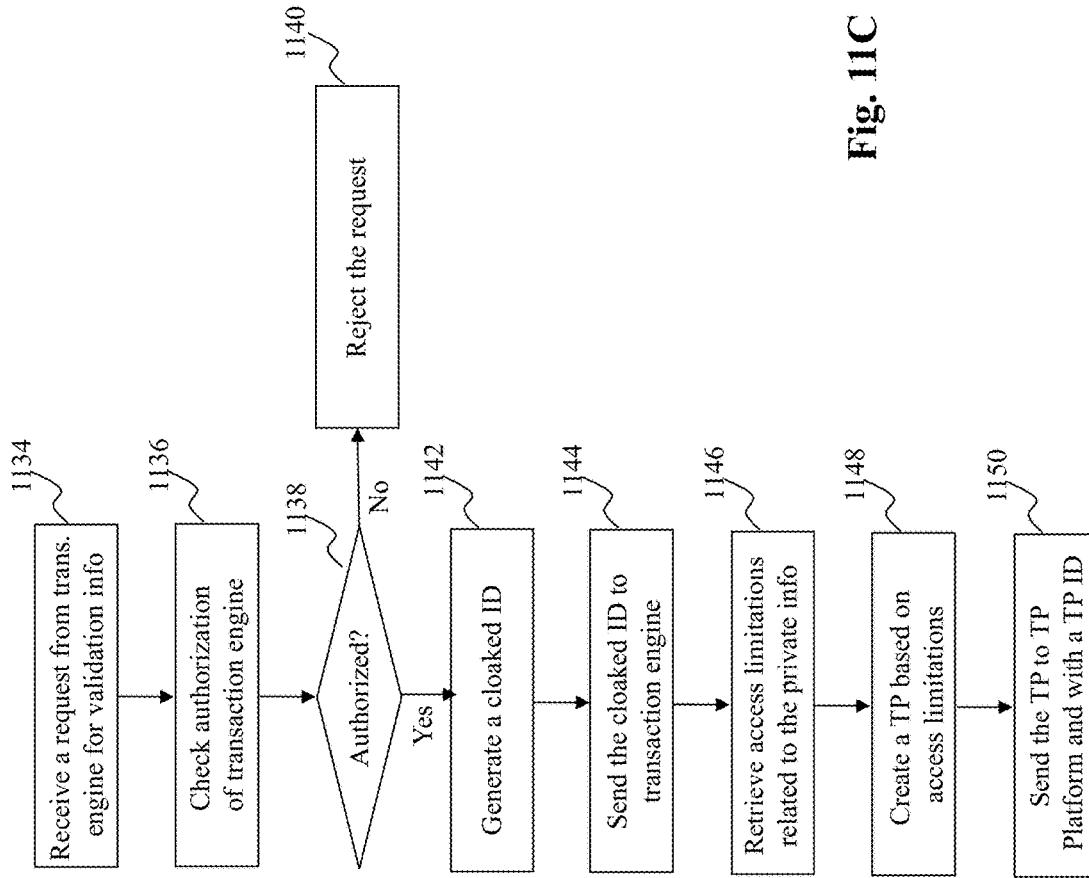 1134
Receive a request from trans.
engine for validation info
1136
Check authorization
of transaction engine
1138
Authorized?
No
1140
Reject the request
Yes
1142
Generate a cloaked ID
1144
Send the cloaked ID to
transaction engine
1146
Retrieve access limitations
related to the private info
1148
Create a TP based on
access limitations
1150
Send the TP to TP
Platform and with a TP ID
Fig. 11C